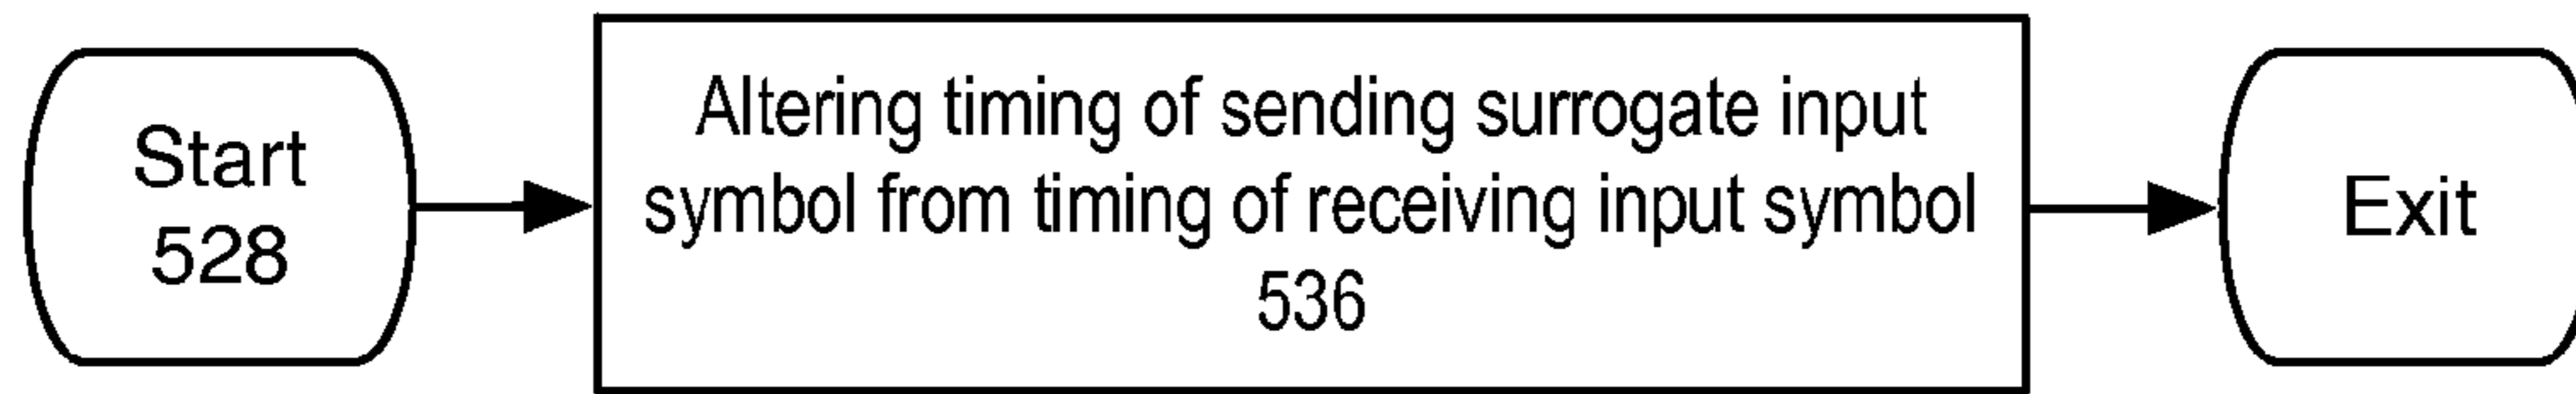 Start
528
Altering timing of sending surrogate input
symbol from timing of receiving input symbol
536
Exit